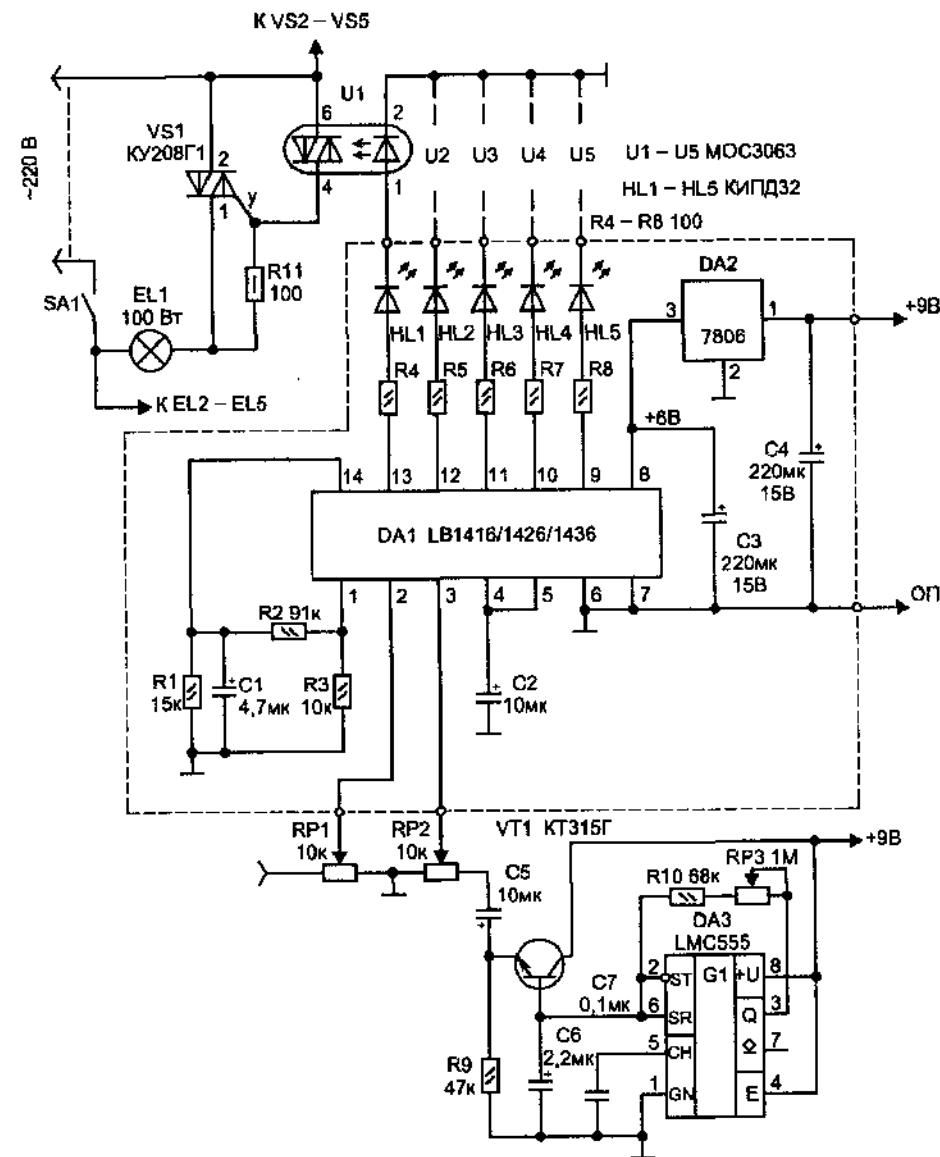 К VS2 – VS5
U1
6
2
VS1
КУ208Г1
2
1
У
4
1
~220 В
U2
U3
U4
U5
U1 – U5 MOC3063
HL1 – HL5 КИПД32
R4 – R8 100
R11
100
SA1
EL1
100 Вт
К EL2 – EL5
HL1
HL2
HL3
HL4
HL5
DA2
3
7806
1
2
+9В
R4
R5
R6
R7
R8
+6В
C4
220мк
15В
C3
220мк
15В
14
13
12
11
10
9
8
DA1 LB1416/1426/1436
1
2
3
4
5
6
7
ОП
R2 91к
R1
15к
C1
4,7мк
R3
10к
C2
10мк
RP1
10к
RP2
10к
VT1 КТ315Г
+9В
C5
10мк
RP3 1М
R10 68к
DA3
LMC555
C7
0,1мк
2
ST
G1
+U
8
6
SR
Q
3
5
CH
7
1
GN
E
4
C6
2,2мк
R9
47к